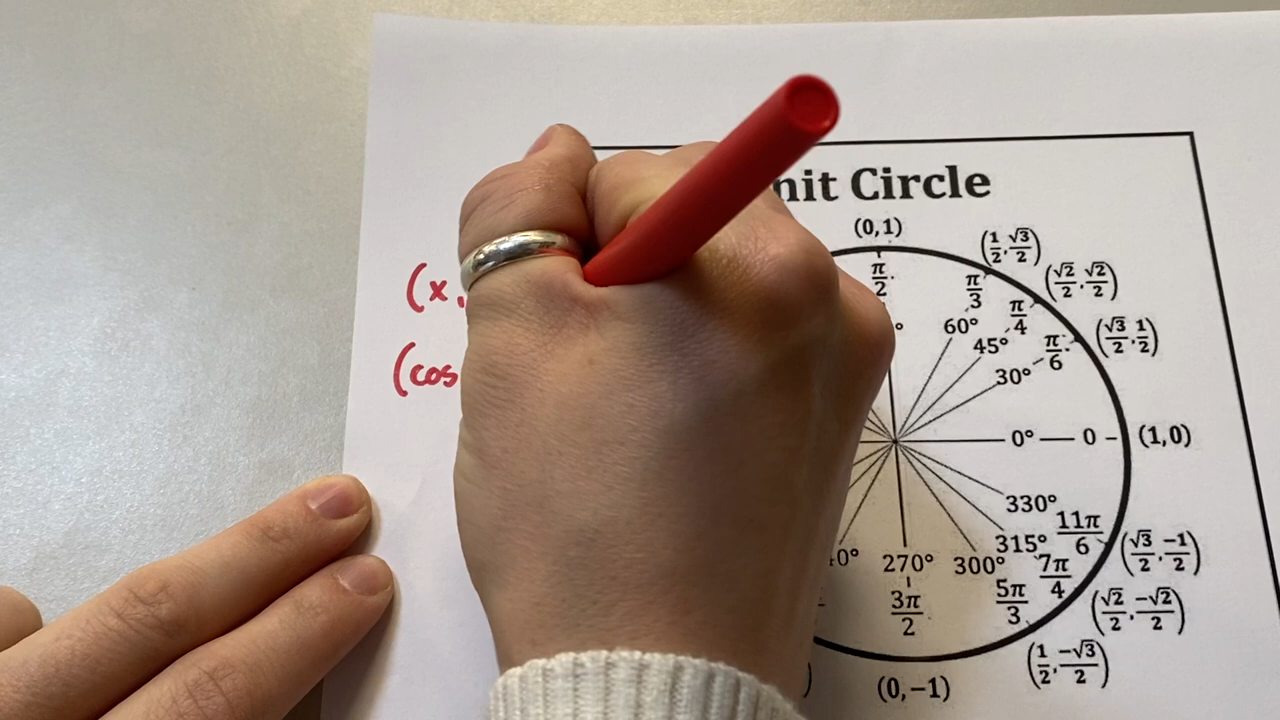 nit Circle
(0,1)
(1/2, √3/2)
(√2/2, √2/2)
(√3/2, 1/2)
π/2
π/3
π/4
π/6
60°
45°
30°
(x,
(cos
0° — 0
(1,0)
330°
315°
300°
270°
11π/6
7π/4
5π/3
3π/2
(√3/2, -1/2)
(√2/2, -√2/2)
(1/2, -√3/2)
(0,−1)